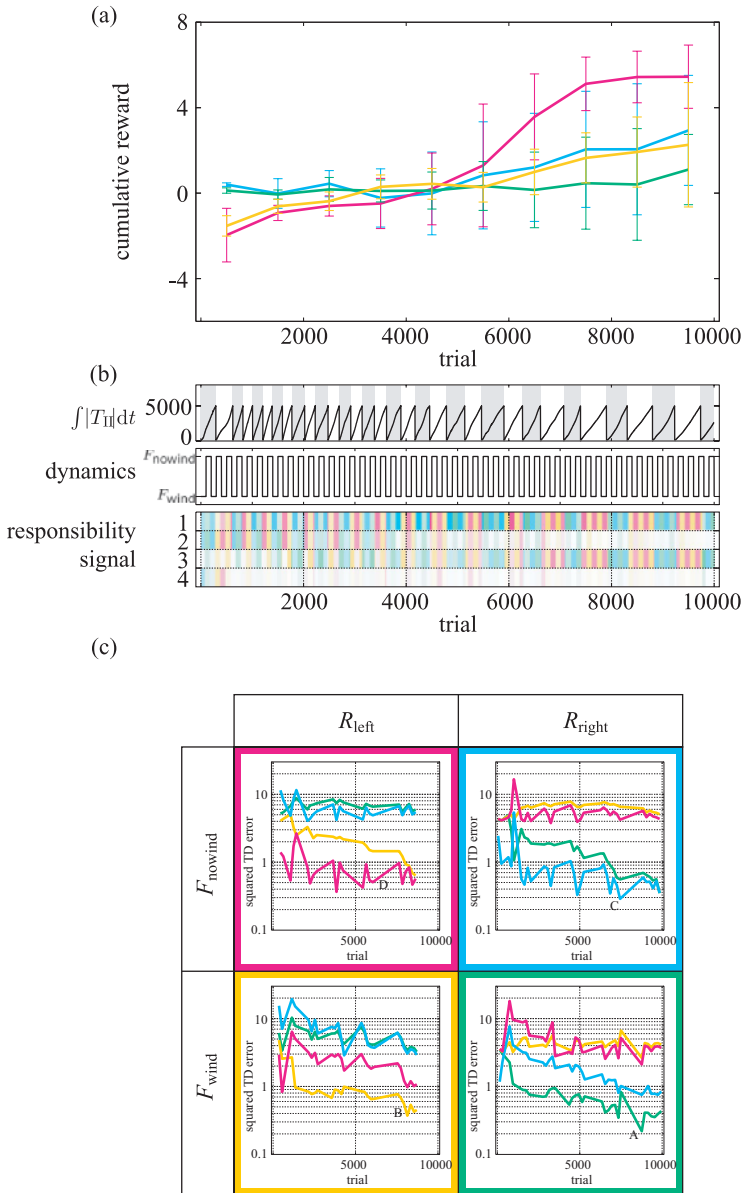 (a)
8
4
0
-4
cumulative reward
2000 4000 6000 8000 10000
trial
(b)
∫|T_II|dt
5000
0
dynamics
F_nowind
F_wind
responsibility signal
1
2
3
4
2000 4000 6000 8000 10000
trial
(c)
R_left R_right
F_nowind
squared TD error
10
1
0.1
D
5000 10000
trial
squared TD error
10
1
0.1
C
5000 10000
trial
F_wind
squared TD error
10
1
0.1
B
5000 10000
trial
squared TD error
10
1
0.1
A
5000 10000
trial